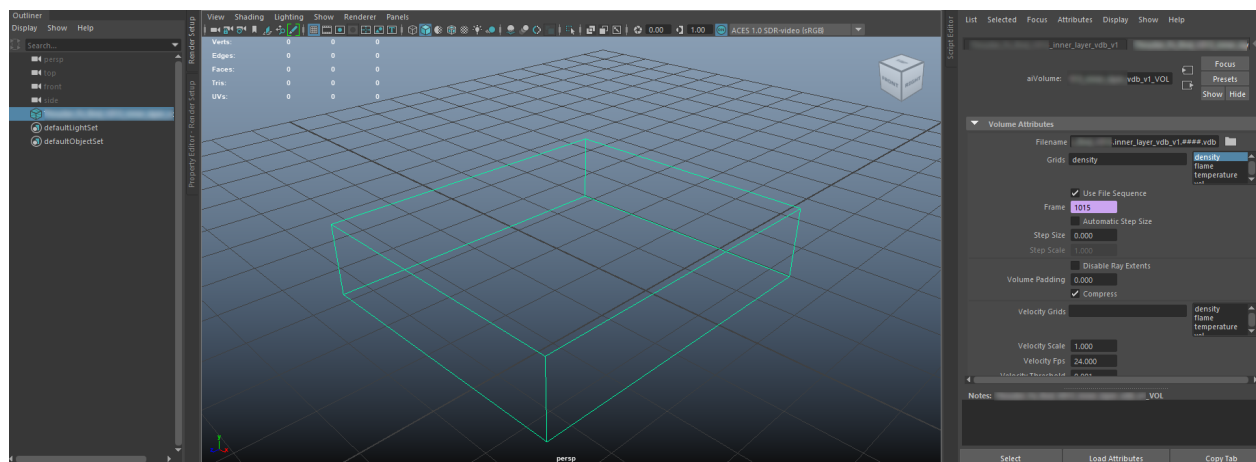 Outliner
Display Show Help
Search...
persp
top
front
side
defaultLightSet
defaultObjectSet
Render Setup
Property Editor - Render Setup
View Shading Lighting Show Renderer Panels
0.00 1.00 ACES 1.0 SDR-video (sRGB)
Verts: 0 0 0
Edges: 0 0 0
Faces: 0 0 0
Tris: 0 0 0
UVs: 0 0 0
FRONT RIGHT
y
x
persp
Script Editor
List Selected Focus Attributes Display Show Help
_inner_layer_vdb_v1
Focus
aiVolume: vdb_v1_VOL
Presets
Show Hide
Volume Attributes
Filename .inner_layer_vdb_v1.####.vdb
Grids density
density
flame
temperature
Use File Sequence
Frame 1015
Automatic Step Size
Step Size 0.000
Step Scale 1.000
Disable Ray Extents
Volume Padding 0.000
Compress
Velocity Grids
density
flame
temperature
Velocity Scale 1.000
Velocity Fps 24.000
Velocity Threshold 0.001
Notes: _VOL
Select Load Attributes Copy Tab